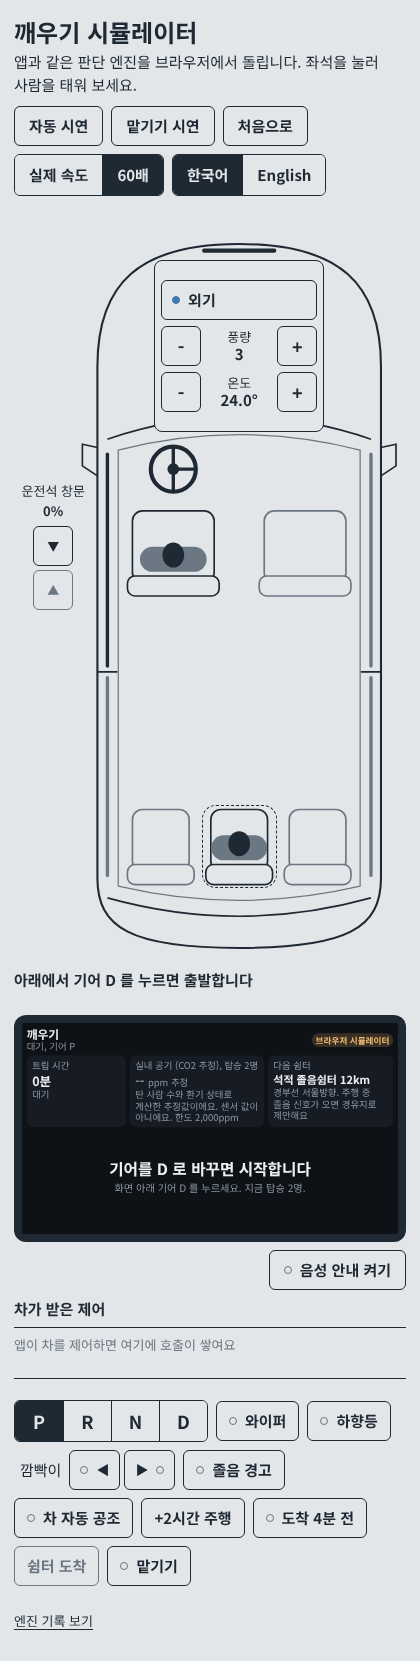 깨우기 시뮬레이터
앱과 같은 판단 엔진을 브라우저에서 돌립니다. 좌석을 눌러
사람을 태워 보세요.
자동 시연 맡기기 시연 처음으로
실제 속도 60배 한국어 English
외기
- 풍량 3 +
- 온도 24.0° +
운전석 창문
0%
▼
▲
아래에서 기어 D 를 누르면 출발합니다
깨우기
대기, 기어 P
브라우저 시뮬레이터
트립 시간
0분
대기
실내 공기 (CO2 추정), 탑승 2명
-- ppm 추정
탄 사람 수와 환기 상태로
계산한 추정값이에요. 센서 값이
아니에요. 한도 2,000ppm
다음 쉼터
석적 졸음쉼터 12km
경부선 서울방향. 주행 중
졸음 신호가 오면 경유지로
제안해요
기어를 D 로 바꾸면 시작합니다
화면 아래 기어 D 를 누르세요. 지금 탑승 2명.
음성 안내 켜기
차가 받은 제어
앱이 차를 제어하면 여기에 호출이 쌓여요
P R N D 와이퍼 하향등
깜빡이 ◀ ▶ 졸음 경고
차 자동 공조 +2시간 주행 도착 4분 전
쉼터 도착 맡기기
엔진 기록 보기